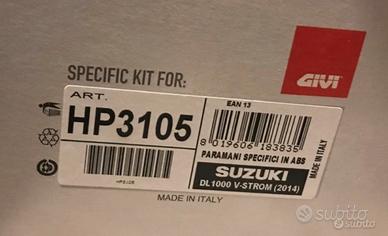 SPECIFIC KIT FOR:
GIVI
ART.
HP3105
HP3105
EAN 13
8 019606 183835
PARAMANI SPECIFICI IN ABS
SUZUKI
DL1000 V-STROM (2014)
MADE IN ITALY
MADE IN ITALY
subito
subito